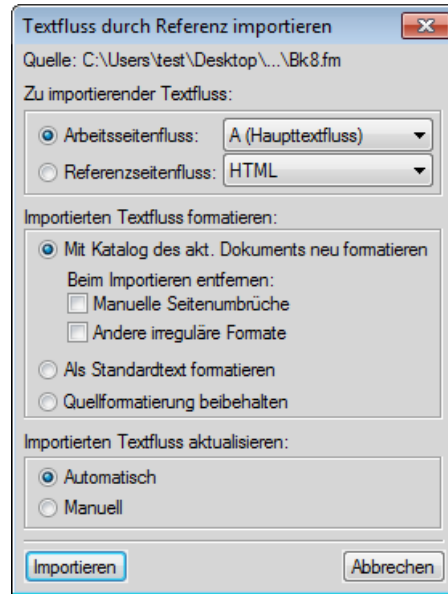 Textfluss durch Referenz importieren
Quelle: C:\Users\test\Desktop\...\Bk8.fm
Zu importierender Textfluss:
Arbeitsseitenfluss: A (Haupttextfluss)
Referenzseitenfluss: HTML
Importierten Textfluss formatieren:
Mit Katalog des akt. Dokuments neu formatieren
Beim Importieren entfernen:
Manuelle Seitenumbrüche
Andere irreguläre Formate
Als Standardtext formatieren
Quellformatierung beibehalten
Importierten Textfluss aktualisieren:
Automatisch
Manuell
Importieren Abbrechen